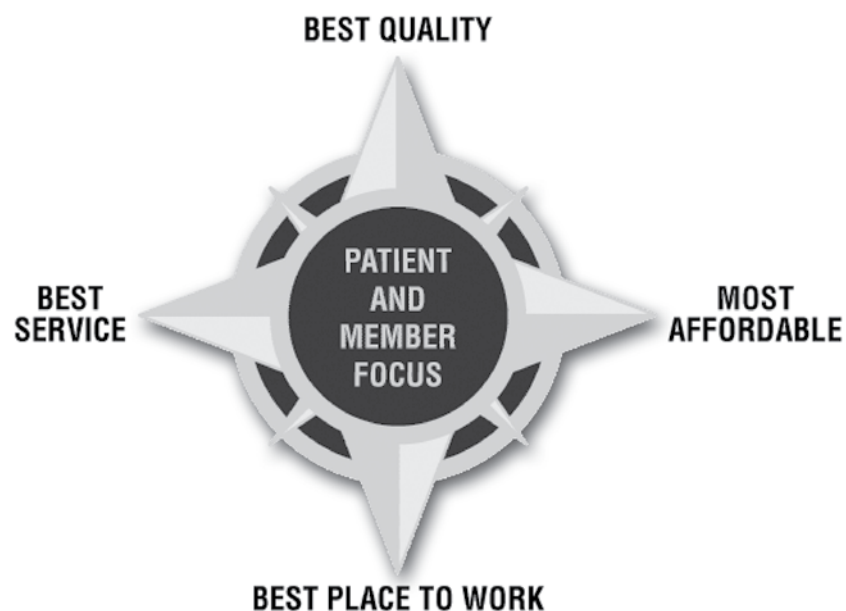 BEST QUALITY
PATIENT
AND
MEMBER
FOCUS
BEST
SERVICE
MOST
AFFORDABLE
BEST PLACE TO WORK